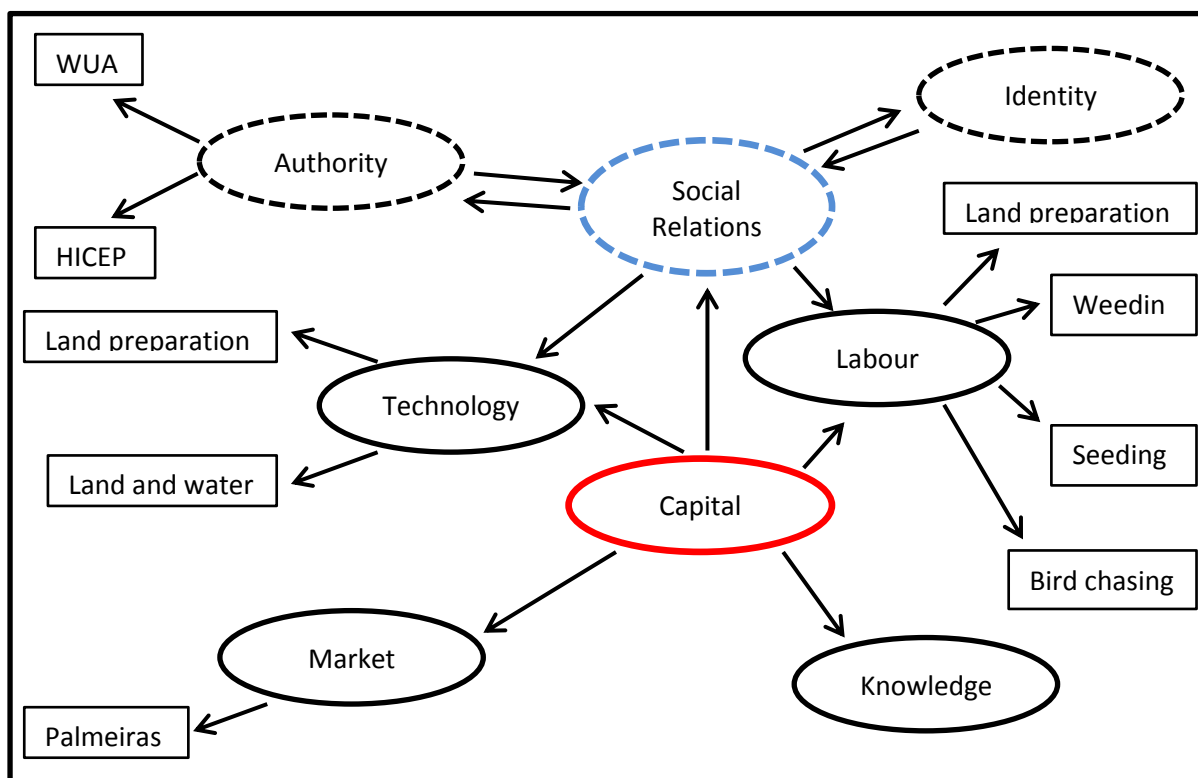 WUA
Identity
Authority
Social
Relations
Land preparation
HICEP
Weedin
Land preparation
Labour
Technology
Land and water
Seeding
Capital
Bird chasing
Market
Knowledge
Palmeiras